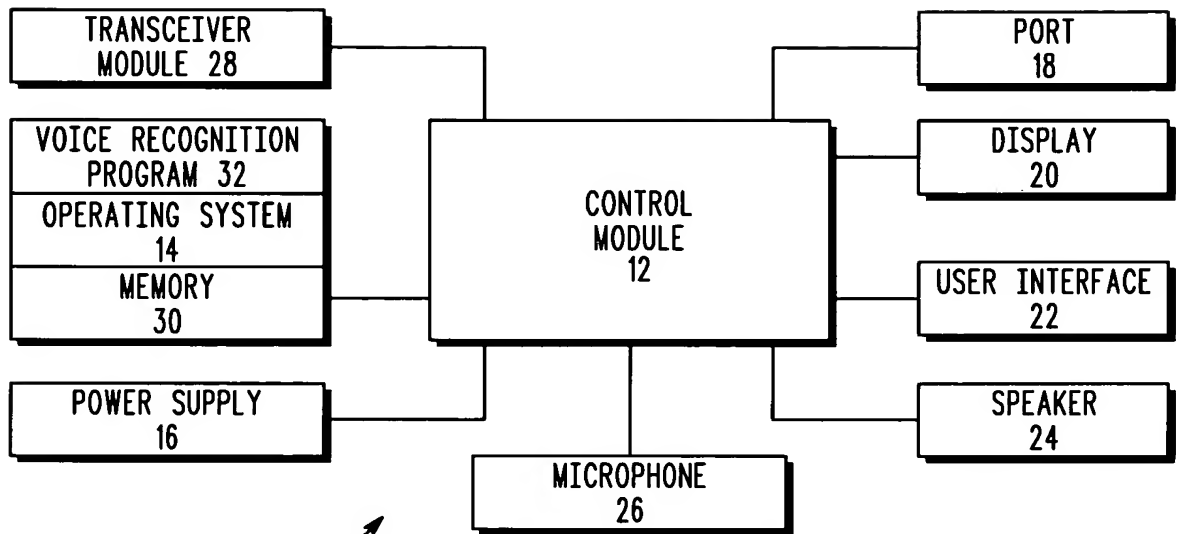 TRANSCEIVER
MODULE 28
VOICE RECOGNITION
PROGRAM 32
OPERATING SYSTEM
14
MEMORY
30
POWER SUPPLY
16
CONTROL
MODULE
12
MICROPHONE
26
PORT
18
DISPLAY
20
USER INTERFACE
22
SPEAKER
24